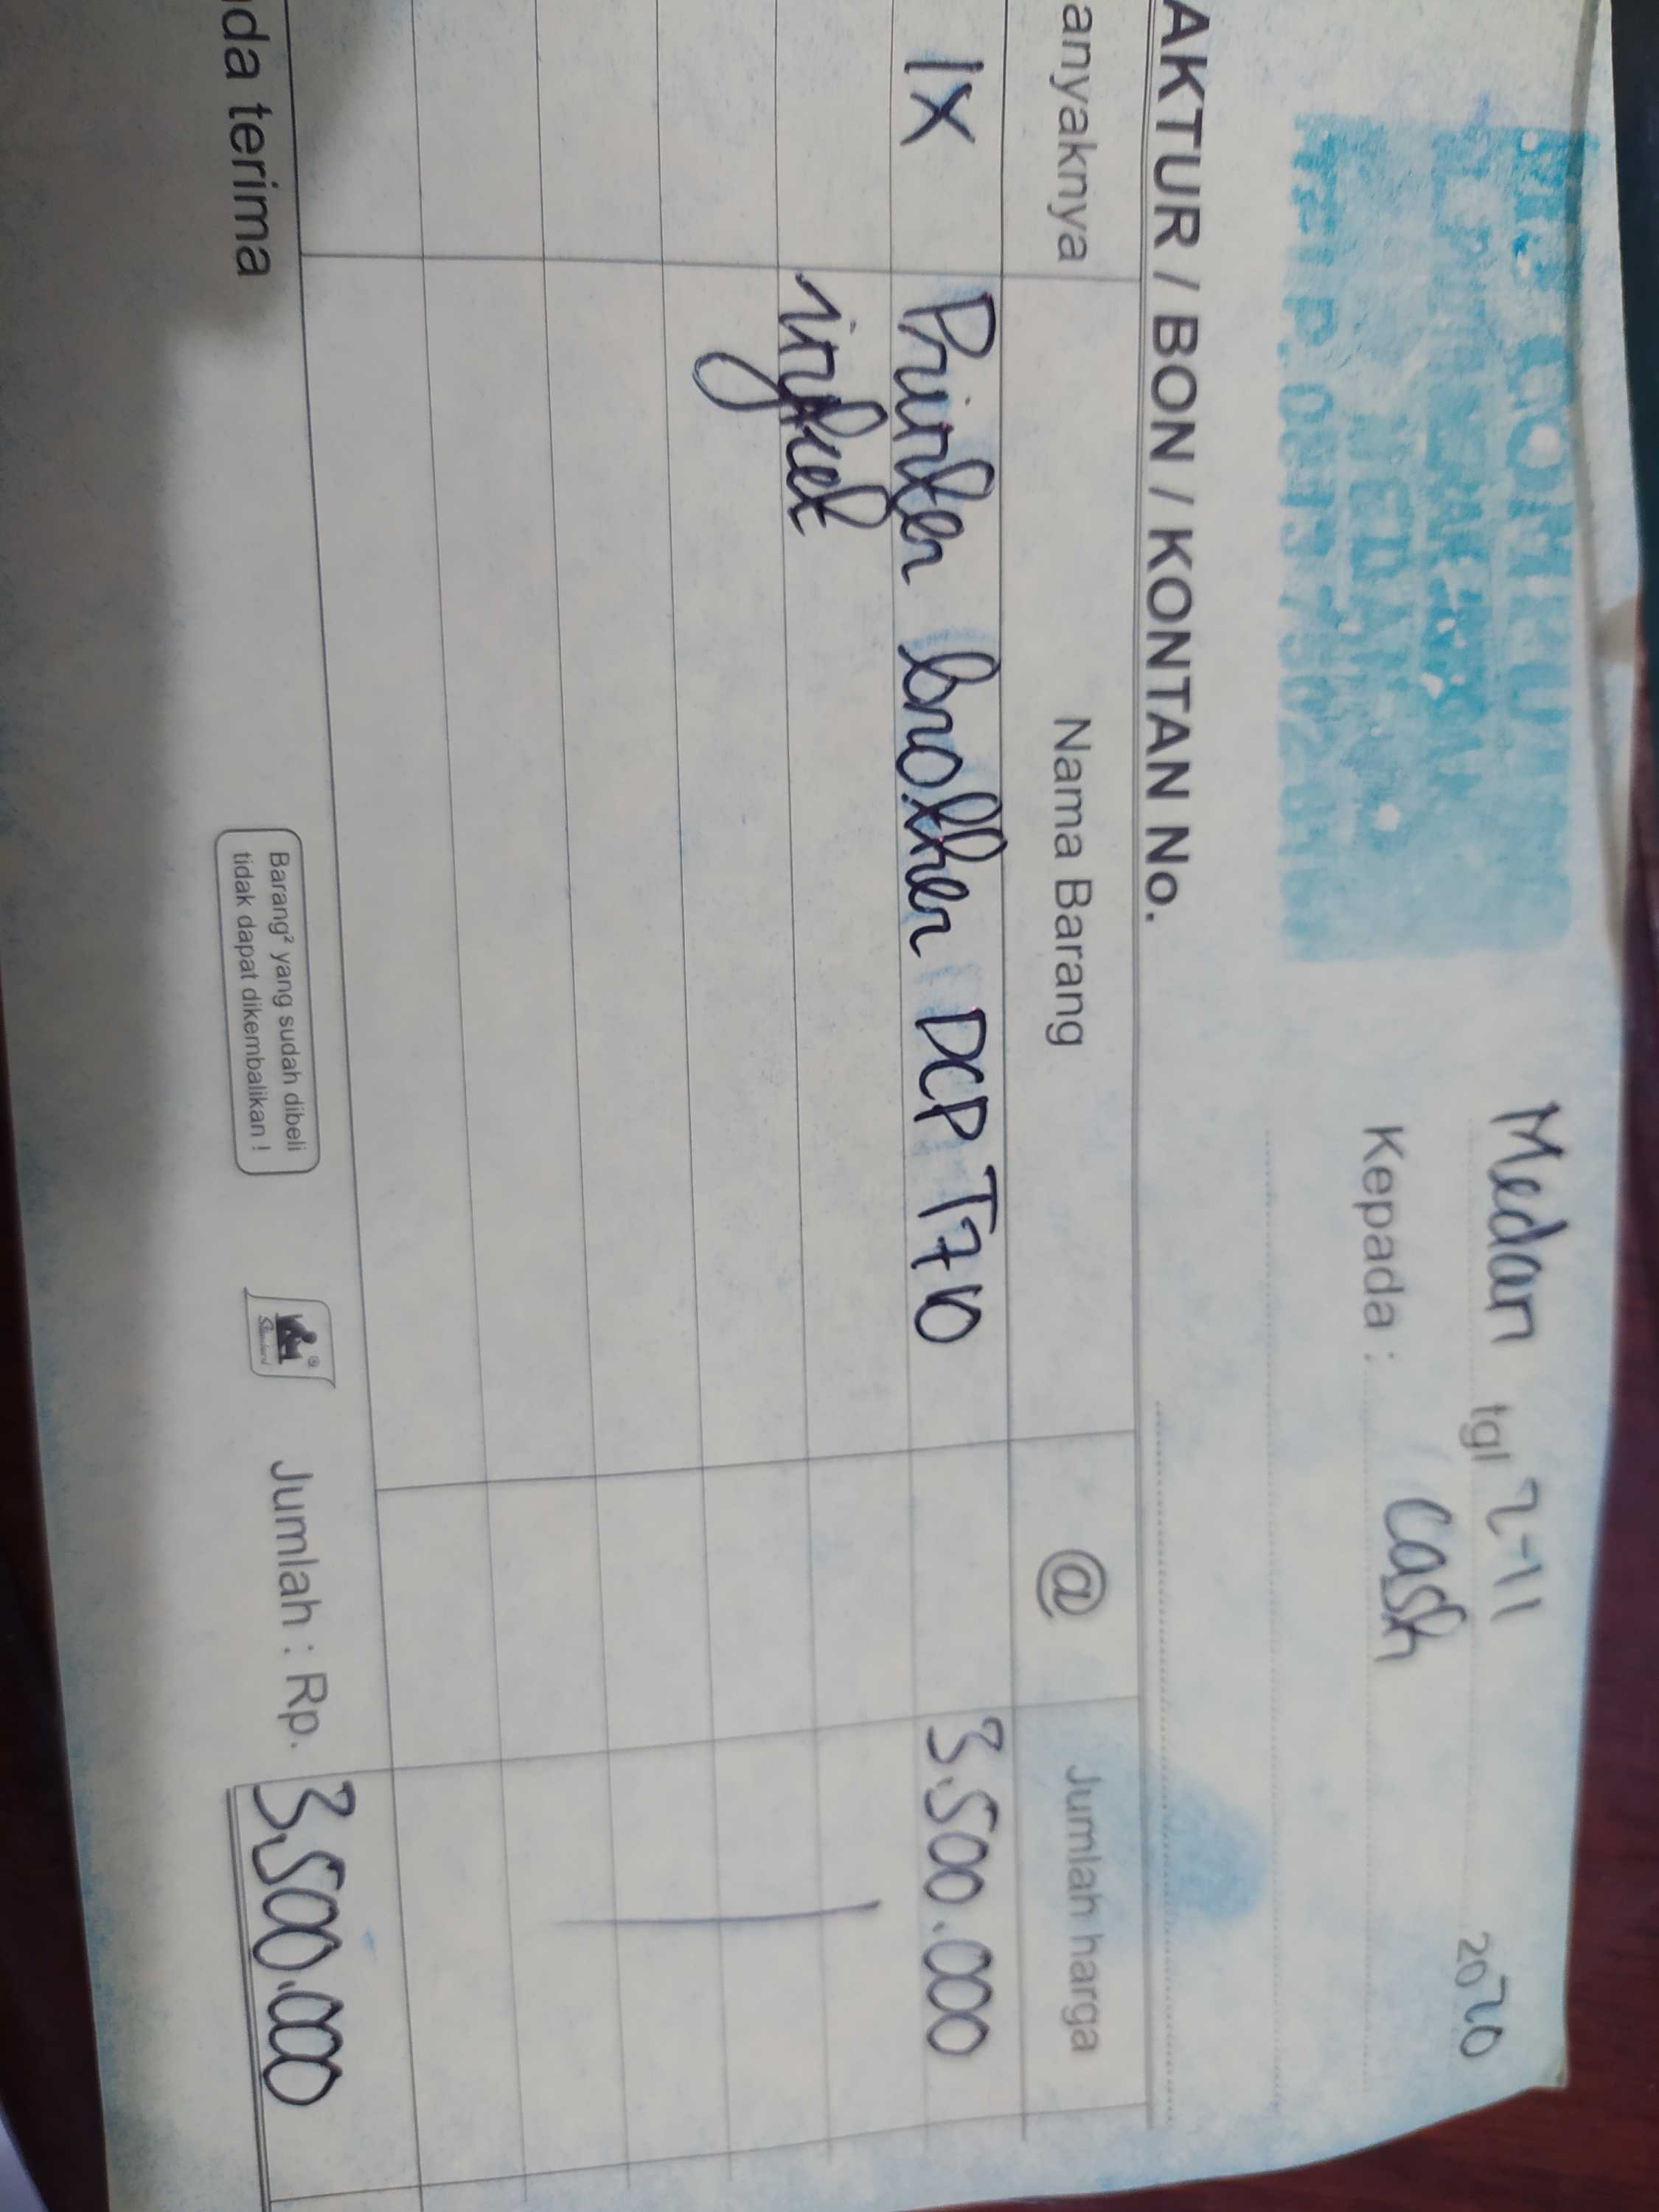 Medan tgl 2-11 2020
Kepada : Cash
AKTUR / BON / KONTAN No.
anyaknya Nama Barang @ Jumlah harga
1X Printer brother DCP T710 3.500.000
injket
da terima
Barang² yang sudah dibeli
tidak dapat dikembalikan !
Jumlah : Rp. 3.500.000